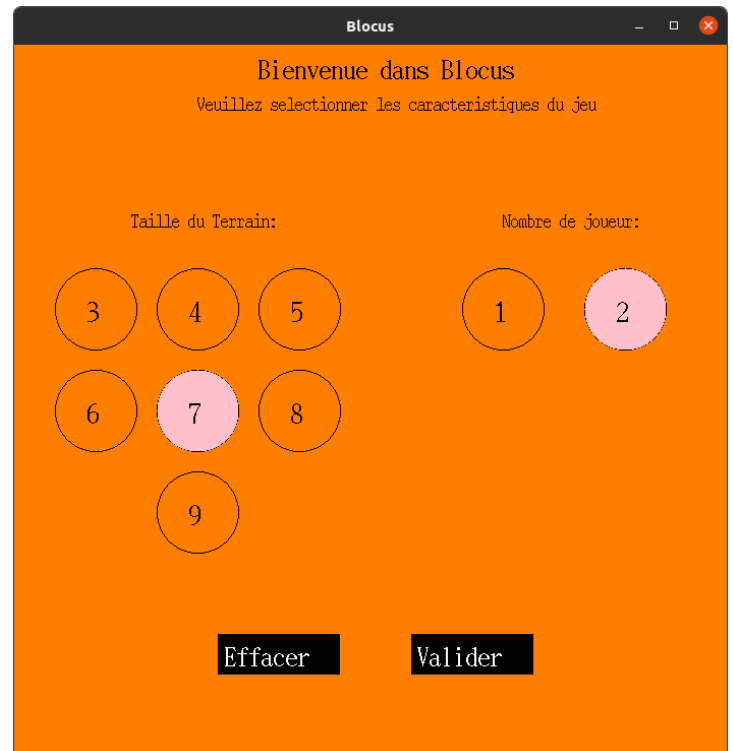 Blocus
Bienvenue dans Blocus
Veuillez selectionner les caracteristiques du jeu
Taille du Terrain:
Nombre de joueur:
3 4 5
1 2
6 7 8
9
Effacer
Valider